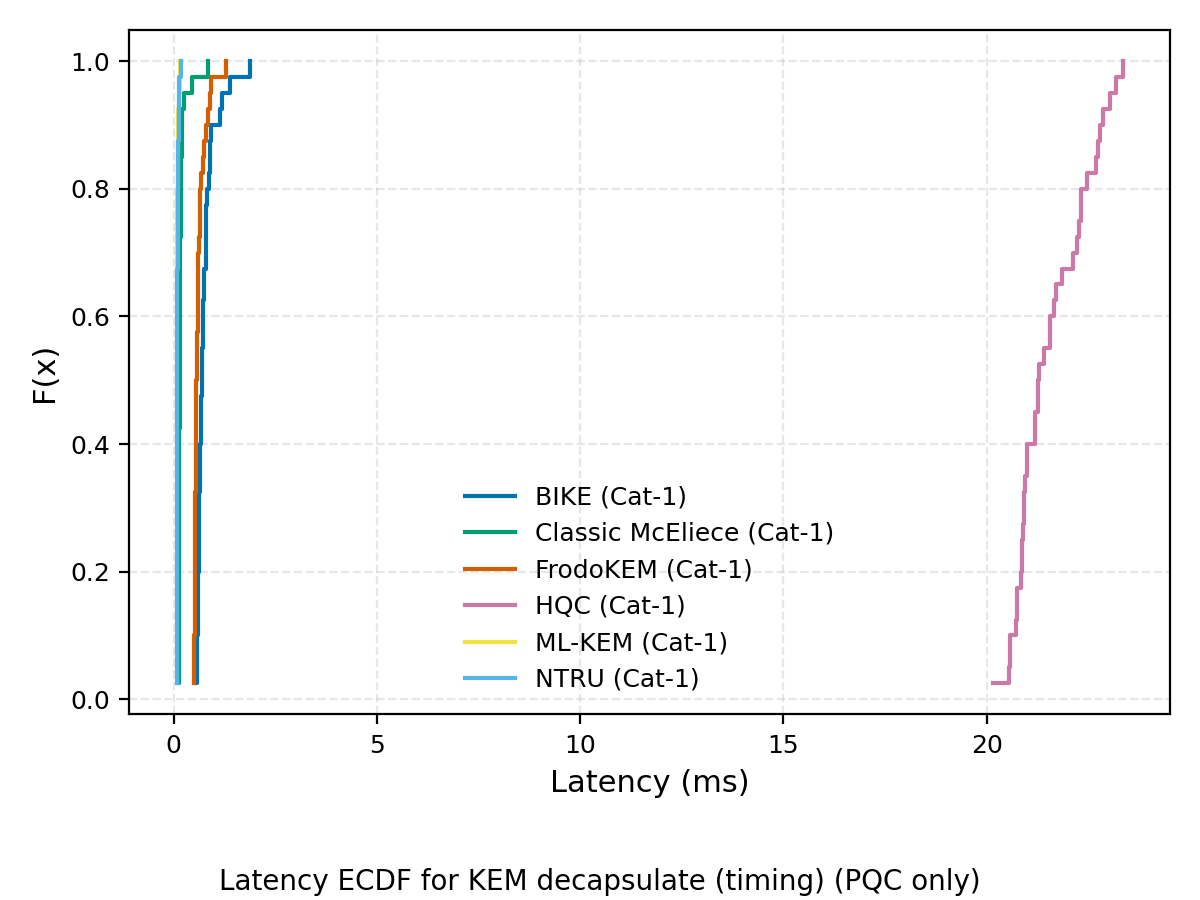 1.0
0.8
0.6
0.4
0.2
0.0
F(x)
BIKE (Cat-1)
Classic McEliece (Cat-1)
FrodoKEM (Cat-1)
HQC (Cat-1)
ML-KEM (Cat-1)
NTRU (Cat-1)
0 5 10 15 20
Latency (ms)
Latency ECDF for KEM decapsulate (timing) (PQC only)